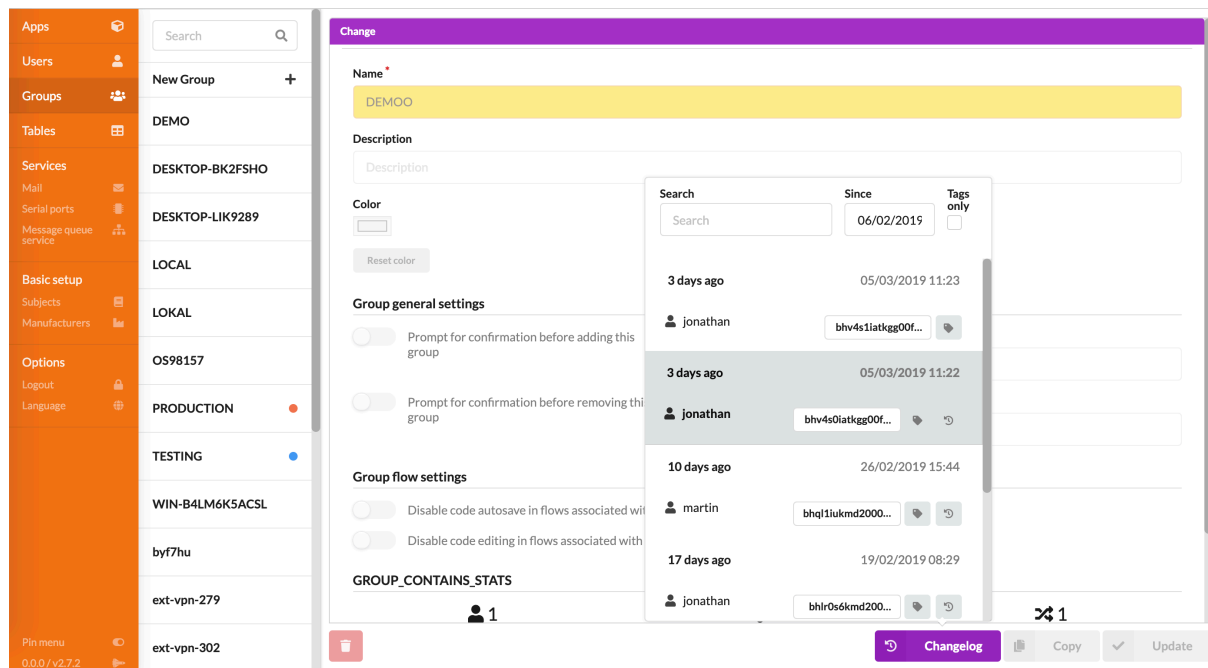 Apps
Users
Groups
Tables
Services
Mail
Serial ports
Message queue
service
Basic setup
Subjects
Manufacturers
Options
Logout
Language
Pin menu
0.0.0 / v2.7.2
Search
New Group
DEMO
DESKTOP-BK2FSHO
DESKTOP-LIK9289
LOCAL
LOKAL
OS98157
PRODUCTION
TESTING
WIN-B4LM6K5ACSL
byf7hu
ext-vpn-279
ext-vpn-302
Change
Name *
DEMOO
Description
Description
Color
Reset color
Group general settings
Prompt for confirmation before adding this
group
Prompt for confirmation before removing thi
group
Group flow settings
Disable code autosave in flows associated wi
Disable code editing in flows associated with
GROUP_CONTAINS_STATS
1
1
Search
Since
Tags
only
Search
06/02/2019
3 days ago
05/03/2019 11:23
jonathan
bhv4s1iatkgg00f...
3 days ago
05/03/2019 11:22
jonathan
bhv4s0iatkgg00f...
10 days ago
26/02/2019 15:44
martin
bhql1iukmd2000...
17 days ago
19/02/2019 08:29
jonathan
bhlr0s6kmd200...
Changelog
Copy
Update